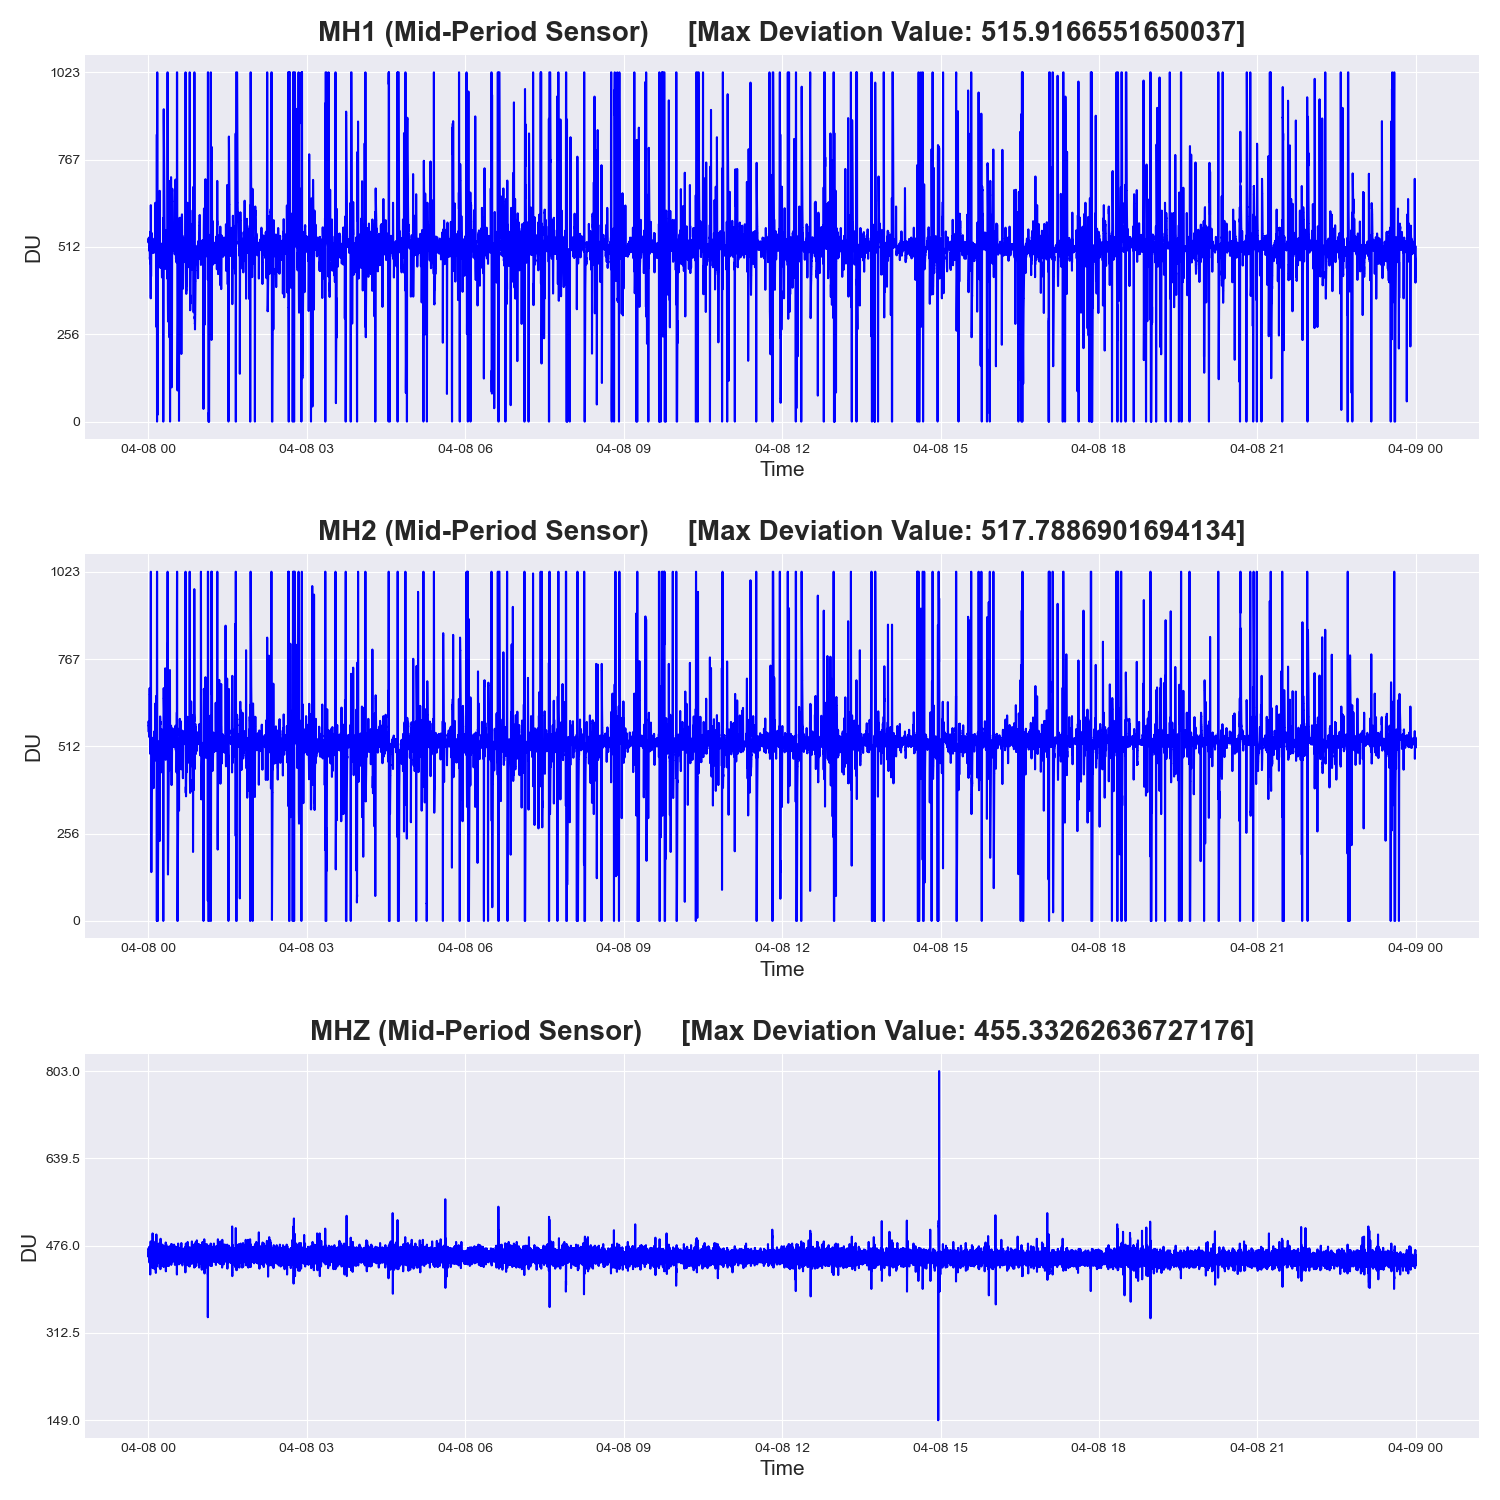 MH1 (Mid-Period Sensor) [Max Deviation Value: 515.9166551650037]
1023
767
512
256
0
DU
04-08 00 04-08 03 04-08 06 04-08 09 04-08 12 04-08 15 04-08 18 04-08 21 04-09 00
Time
MH2 (Mid-Period Sensor) [Max Deviation Value: 517.7886901694134]
1023
767
512
256
0
DU
04-08 00 04-08 03 04-08 06 04-08 09 04-08 12 04-08 15 04-08 18 04-08 21 04-09 00
Time
MHZ (Mid-Period Sensor) [Max Deviation Value: 455.33262636727176]
803.0
639.5
476.0
312.5
149.0
DU
04-08 00 04-08 03 04-08 06 04-08 09 04-08 12 04-08 15 04-08 18 04-08 21 04-09 00
Time